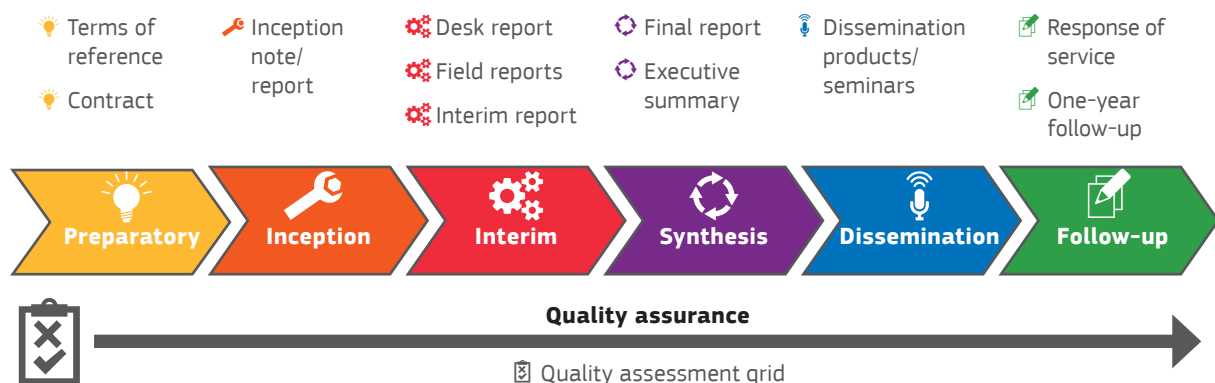 Terms of
reference
Contract
Inception
note/
report
Desk report
Field reports
Interim report
Final report
Executive
summary
Dissemination
products/
seminars
Response of
service
One-year
follow-up
Preparatory
Inception
Interim
Synthesis
Dissemination
Follow-up
Quality assurance
Quality assessment grid